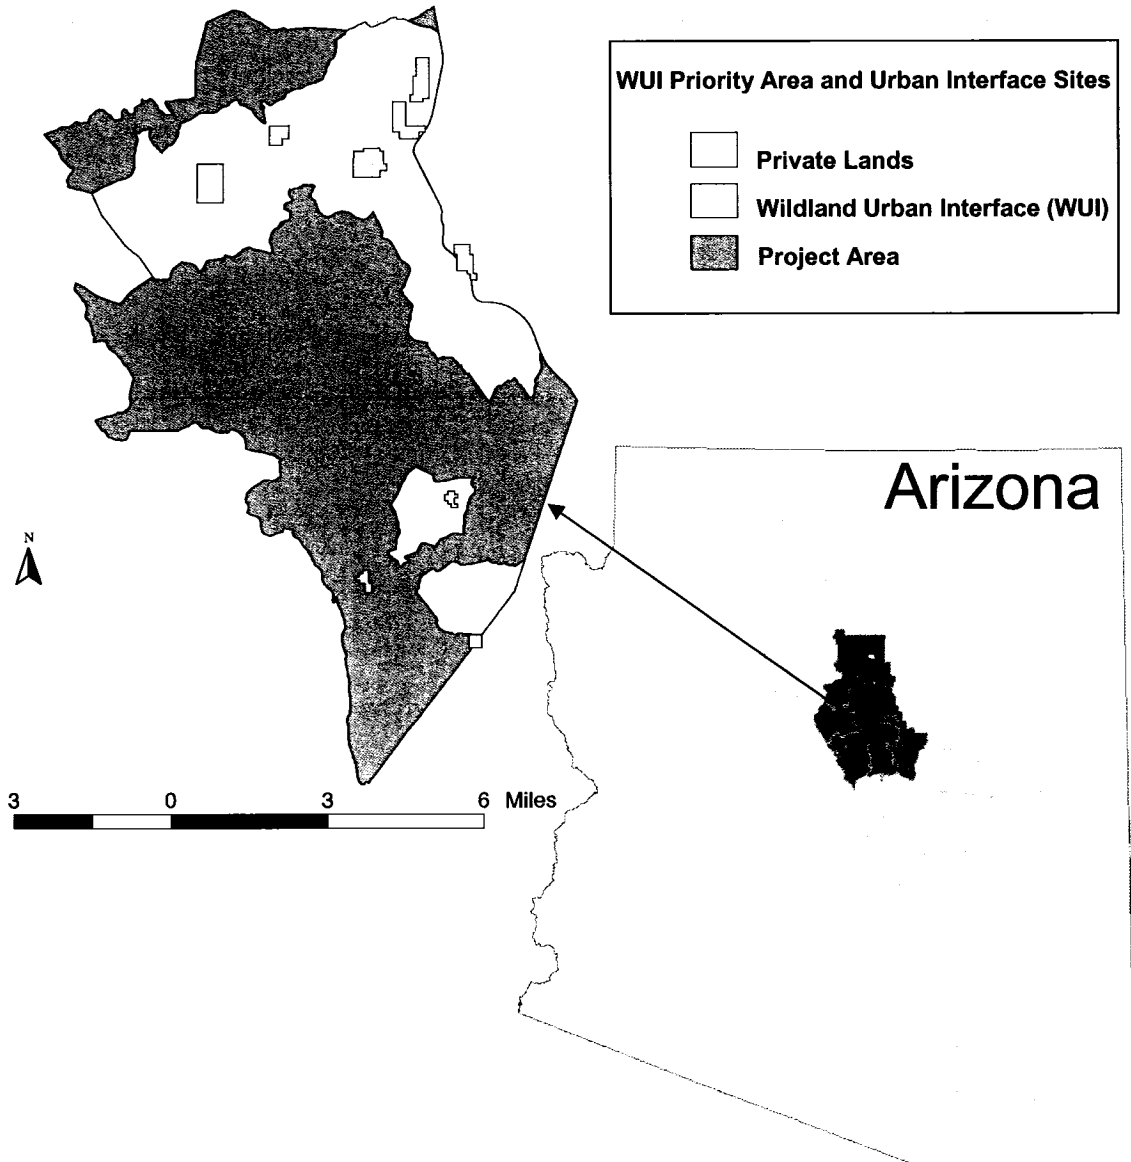 WUI Priority Area and Urban Interface Sites
Private Lands
Wildland Urban Interface (WUI)
Project Area
Arizona
N
3 0 3 6 Miles